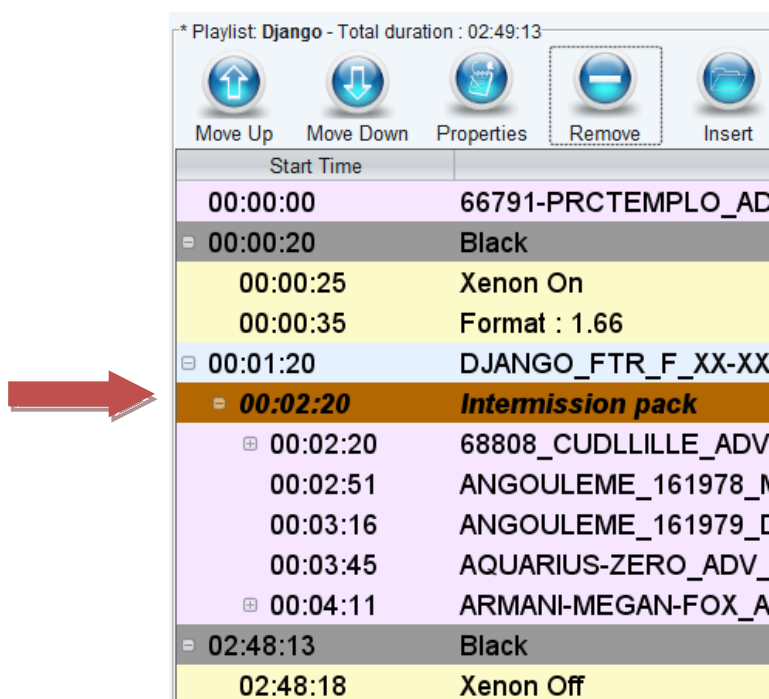 * Playlist: Django - Total duration : 02:49:13
Move Up Move Down Properties Remove Insert
Start Time
00:00:00 66791-PRCTEMPLO_AD
00:00:20 Black
00:00:25 Xenon On
00:00:35 Format : 1.66
00:01:20 DJANGO_FTR_F_XX-XX
00:02:20 Intermission pack
00:02:20 68808_CUDLLILLE_ADV
00:02:51 ANGOULEME_161978_M
00:03:16 ANGOULEME_161979_D
00:03:45 AQUARIUS-ZERO_ADV_
00:04:11 ARMANI-MEGAN-FOX_A
02:48:13 Black
02:48:18 Xenon Off